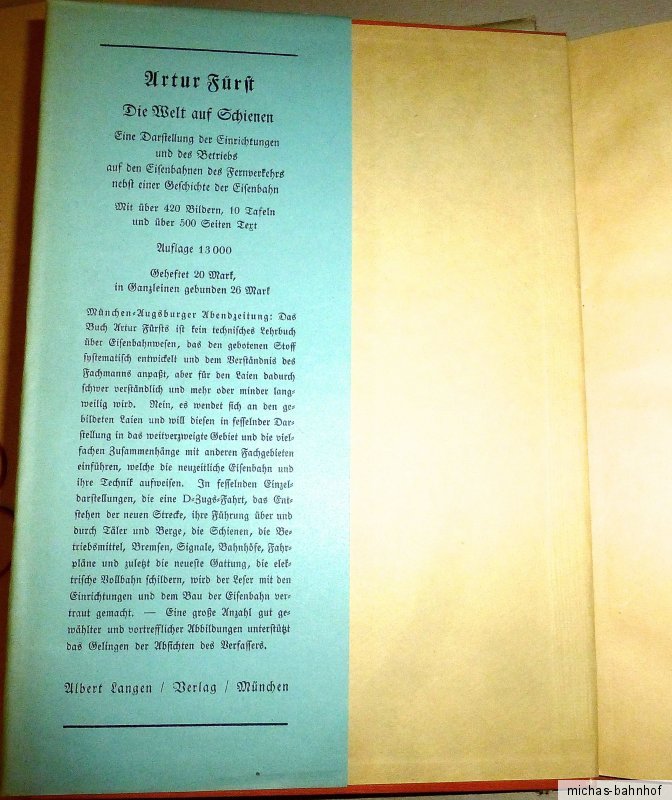 Artur Fürst
Die Welt auf Schienen
Eine Darstellung der Einrichtungen
und des Betriebs
auf den Eisenbahnen des Fernverkehrs
nebst einer Geschichte der Eisenbahn
Mit über 420 Bildern, 10 Tafeln
und über 500 Seiten Text
Auflage 13000
Geheftet 20 Mark,
in Ganzleinen gebunden 26 Mark
München-Augsburger Abendzeitung: Das
Buch Artur Fürsts ist kein technisches Lehrbuch
über Eisenbahnwesen, das den gebotenen Stoff
systematisch entwickelt und dem Verständnis des
Fachmanns anpaßt, aber für den Laien dadurch
schwer verständlich und mehr oder minder lang-
weilig wird. Nein, es wendet sich an den ge-
bildeten Laien und will diesen in fesselnder Dar-
stellung in das weitverzweigte Gebiet und die viel-
fachen Zusammenhänge mit anderen Fachgebieten
einführen, welche die neuzeitliche Eisenbahn und
ihre Technik aufweisen. In fesselnden Einzel-
darstellungen, die eine D-Zugs-Fahrt, das Ent-
stehen der neuen Strecke, ihre Führung über und
durch Täler und Berge, die Schienen, die Be-
triebsmittel, Bremsen, Signale, Bahnhöfe, Fahr-
pläne und zuletzt die neueste Gattung, die elek-
trische Vollbahn schildern, wird der Leser mit den
Einrichtungen und dem Bau der Eisenbahn ver-
traut gemacht. — Eine große Anzahl gut ge-
wählter und vortrefflicher Abbildungen unterstützt
das Gelingen der Absichten des Verfassers.
Albert Langen / Verlag / München
michas-bahnhof